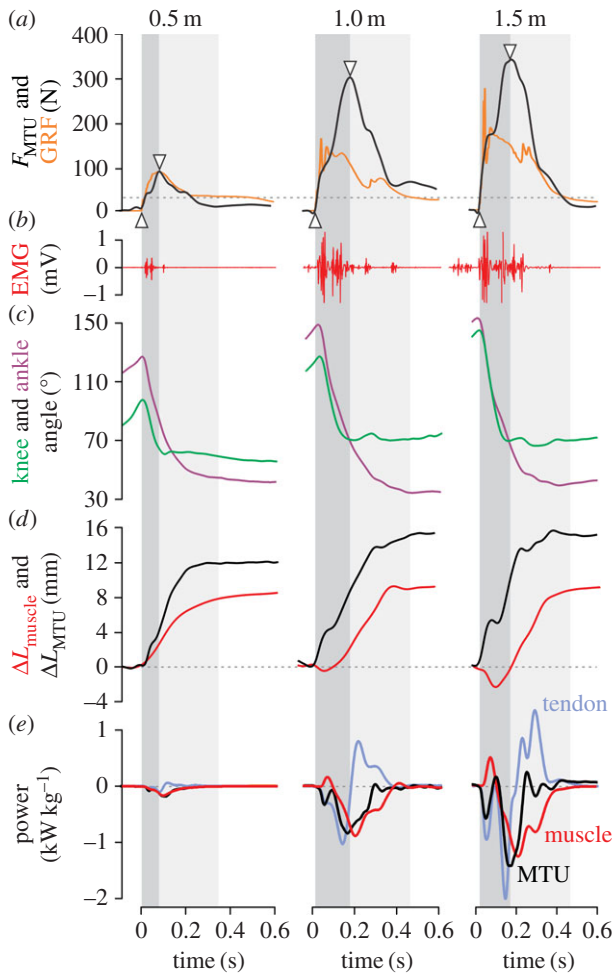 (a) 0.5 m 1.0 m 1.5 m
400
300
200
100
0
F_MTU and
GRF (N)
(b)
1
0
−1
EMG
(mV)
(c)
150
110
70
30
knee and ankle
angle (°)
(d)
16
12
8
4
0
−4
ΔL_muscle and
ΔL_MTU (mm)
(e)
1
0
−1
−2
power
(kW kg⁻¹)
tendon
muscle
MTU
0 0.2 0.4 0.6 0 0.2 0.4 0.6 0 0.2 0.4 0.6
time (s) time (s) time (s)